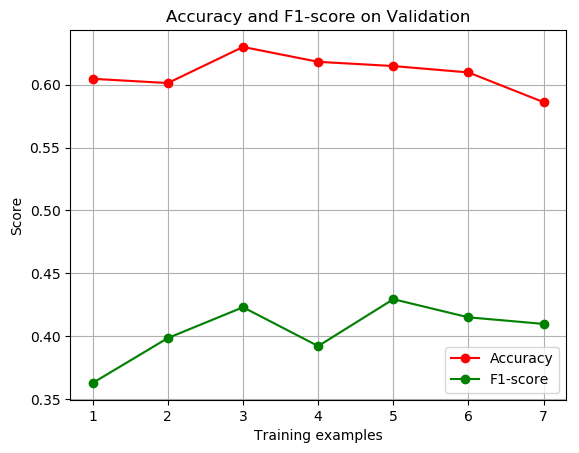 Accuracy and F1-score on Validation
Score
0.60
0.55
0.50
0.45
0.40
0.35
Accuracy
F1-score
1 2 3 4 5 6 7
Training examples